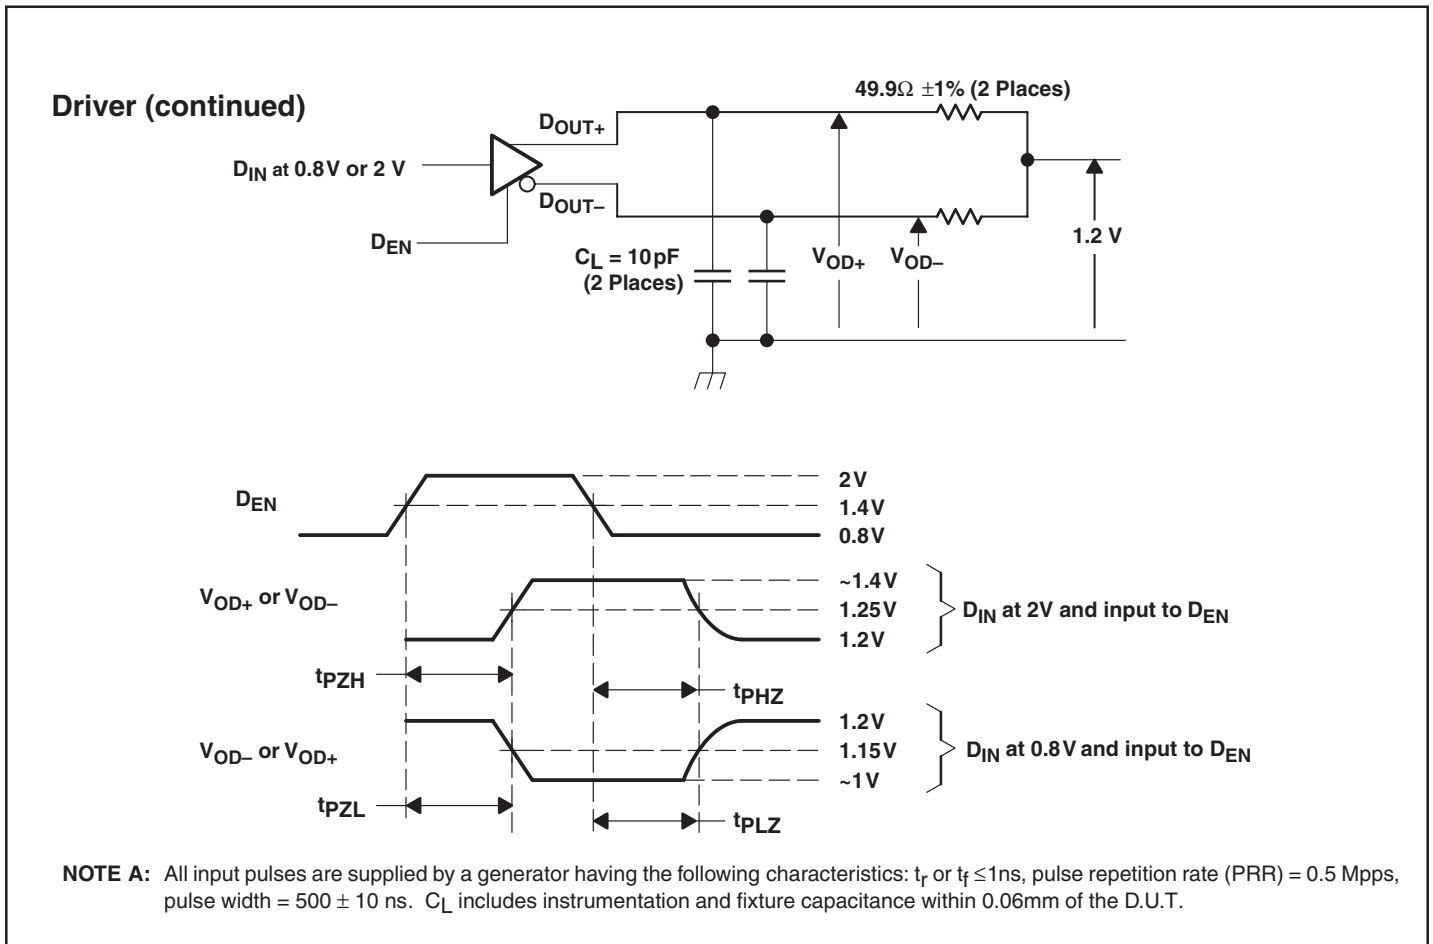 Driver (continued)
49.9Ω ±1% (2 Places)
DOUT+
DIN at 0.8V or 2 V
DOUT–
DEN
CL = 10pF
(2 Places)
VOD+
VOD–
1.2 V
DEN
2V
1.4V
0.8V
VOD+ or VOD–
~1.4V
1.25V
1.2V
DIN at 2V and input to DEN
tPZH
tPHZ
VOD– or VOD+
1.2V
1.15V
~1V
DIN at 0.8V and input to DEN
tPZL
tPLZ
NOTE A: All input pulses are supplied by a generator having the following characteristics: tr or tf ≤1ns, pulse repetition rate (PRR) = 0.5 Mpps,
pulse width = 500 ± 10 ns. CL includes instrumentation and fixture capacitance within 0.06mm of the D.U.T.